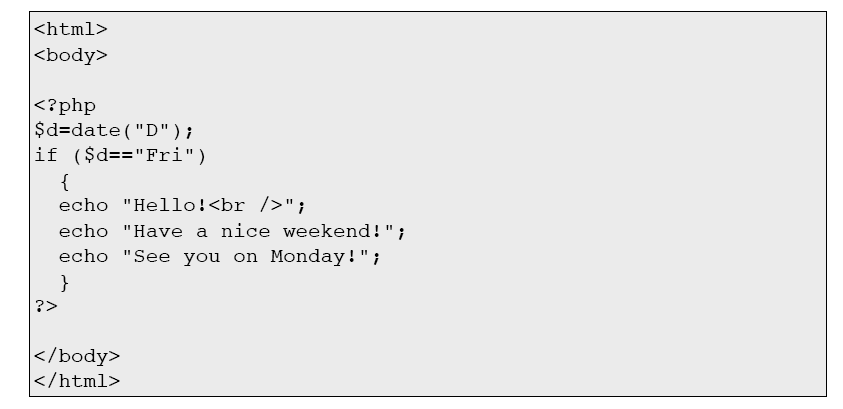 <html>
<body>

<?php
$d=date("D");
if ($d=="Fri")
  {
  echo "Hello!<br />";
  echo "Have a nice weekend!";
  echo "See you on Monday!";
  }
?>

</body>
</html>